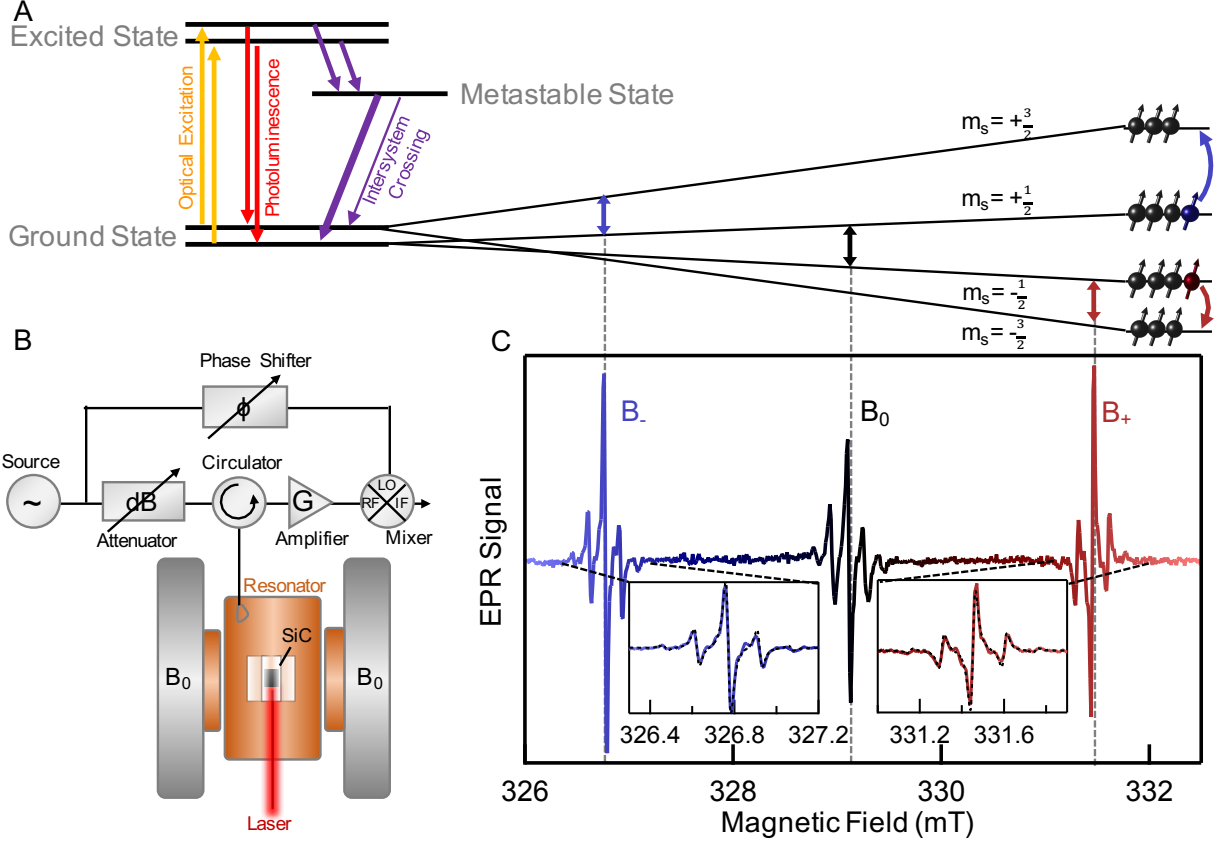 A
Excited State
Metastable State
Optical Excitation
Photoluminescence
Intersystem
Crossing
Ground State
mₛ= +3/2
mₛ= +1/2
mₛ= -1/2
mₛ= -3/2
B
Phase Shifter
ϕ
Source
Circulator
~
dB
G
LO
RF
IF
Attenuator
Amplifier
Mixer
Resonator
SiC
B₀
B₀
Laser
C
B₋
B₀
B₊
EPR Signal
326.4
326.8
327.2
331.2
331.6
326
328
330
332
Magnetic Field (mT)